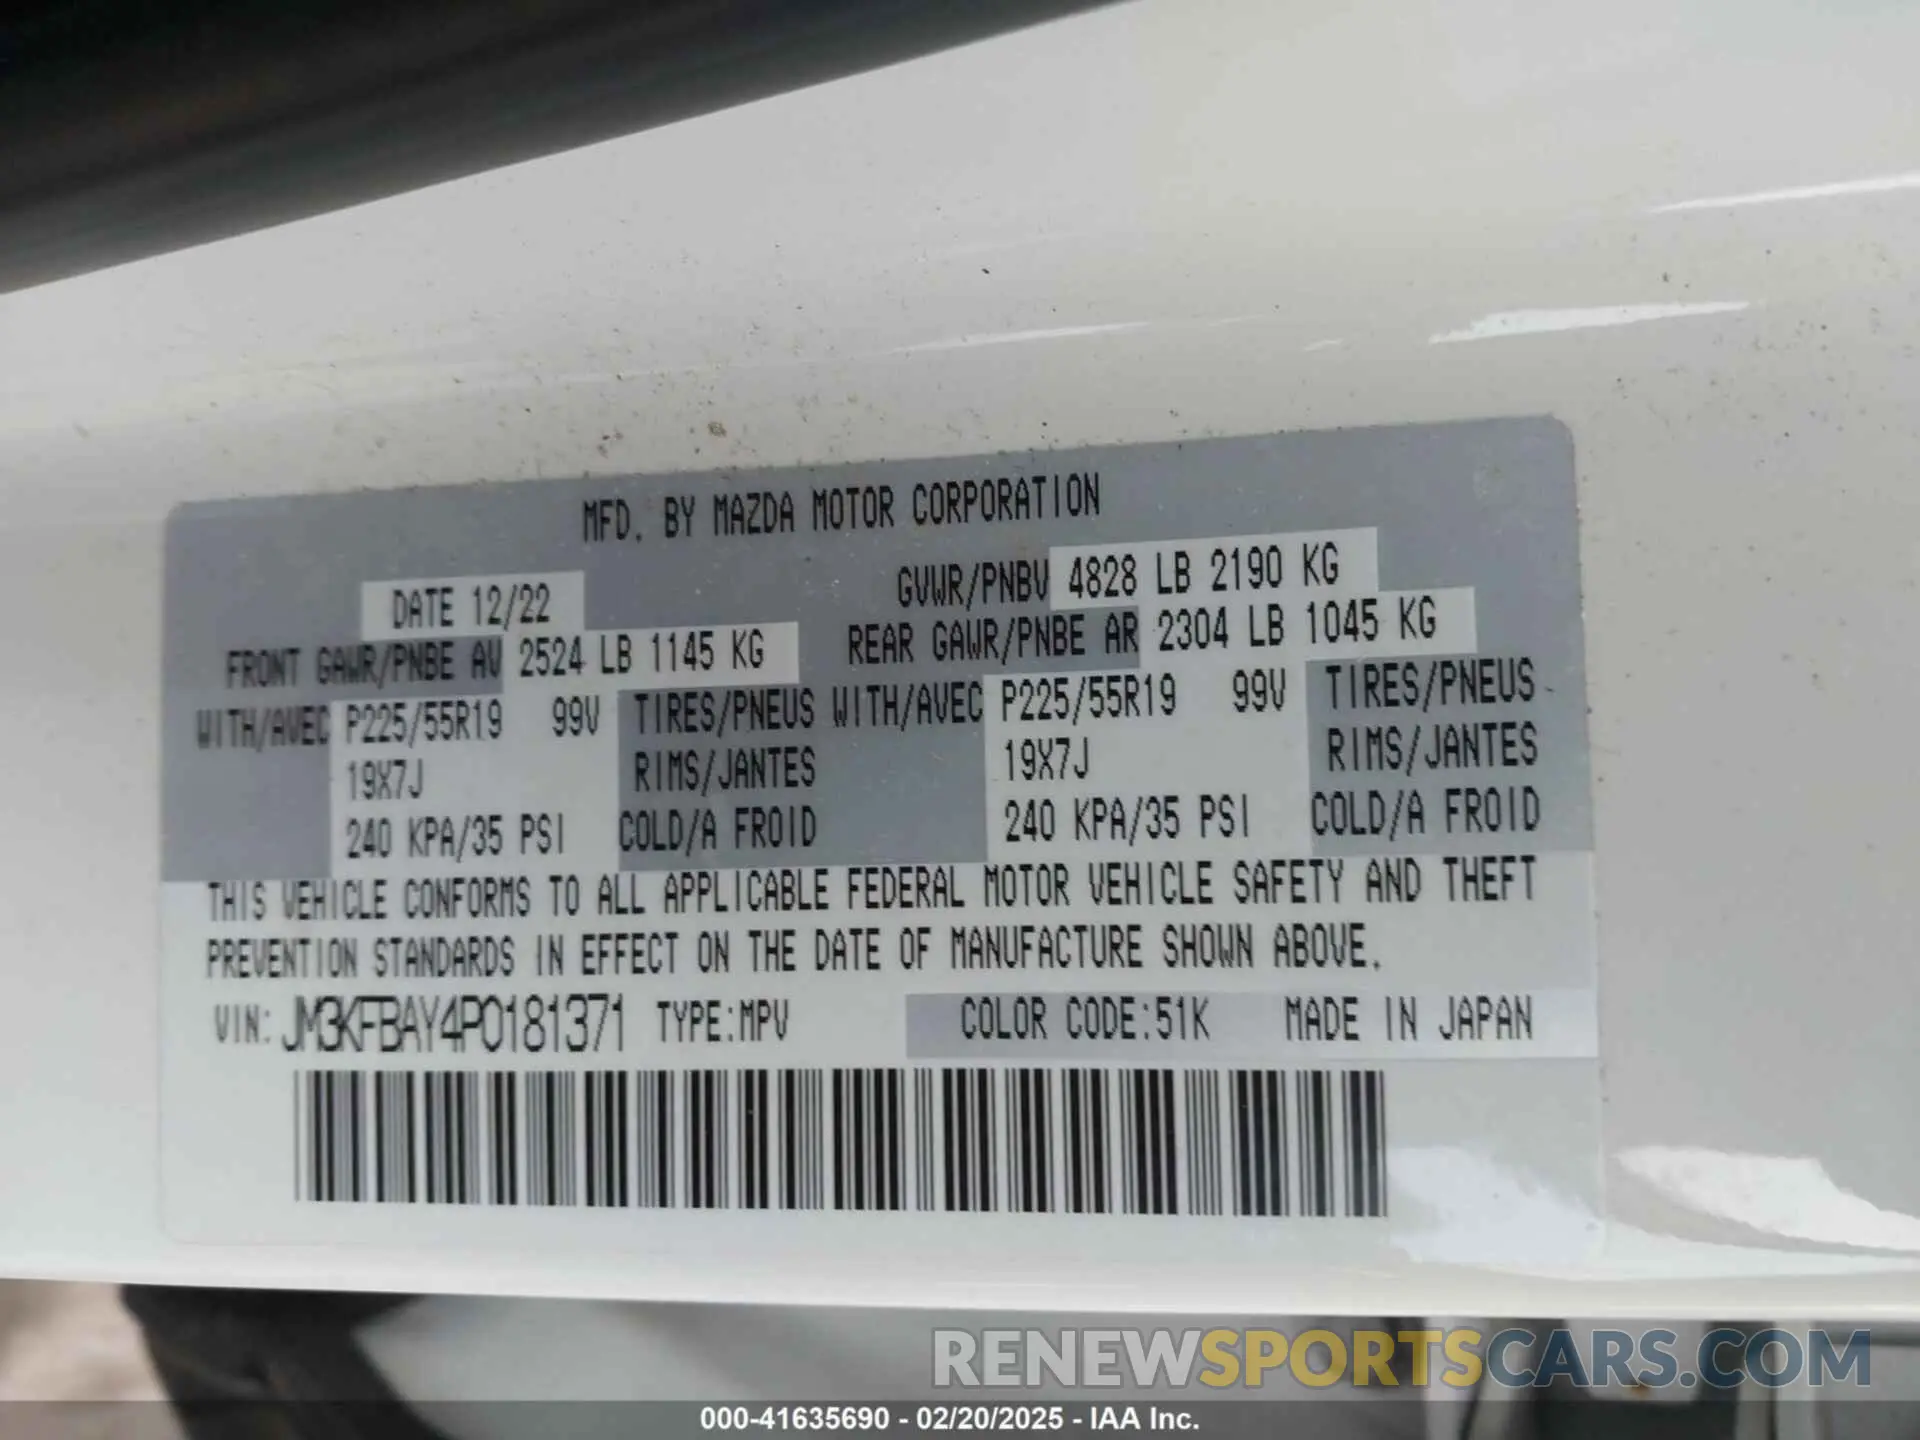 MFD. BY MAZDA MOTOR CORPORATION
DATE 12/22 GVWR/PNBV 4828 LB 2190 KG
FRONT GAWR/PNBE AV 2524 LB 1145 KG REAR GAWR/PNBE AR 2304 LB 1045 KG
WITH/AVEC P225/55R19 99V TIRES/PNEUS WITH/AVEC P225/55R19 99V TIRES/PNEUS
19X7J RIMS/JANTES 19X7J RIMS/JANTES
240 KPA/35 PSI COLD/A FROID 240 KPA/35 PSI COLD/A FROID
THIS VEHICLE CONFORMS TO ALL APPLICABLE FEDERAL MOTOR VEHICLE SAFETY AND THEFT
PREVENTION STANDARDS IN EFFECT ON THE DATE OF MANUFACTURE SHOWN ABOVE.
VIN: JM3KFBAY4P0181371 TYPE:MPV COLOR CODE:51K MADE IN JAPAN
RENEWSPORTSCARS.COM
000-41635690 - 02/20/2025 - IAA Inc.